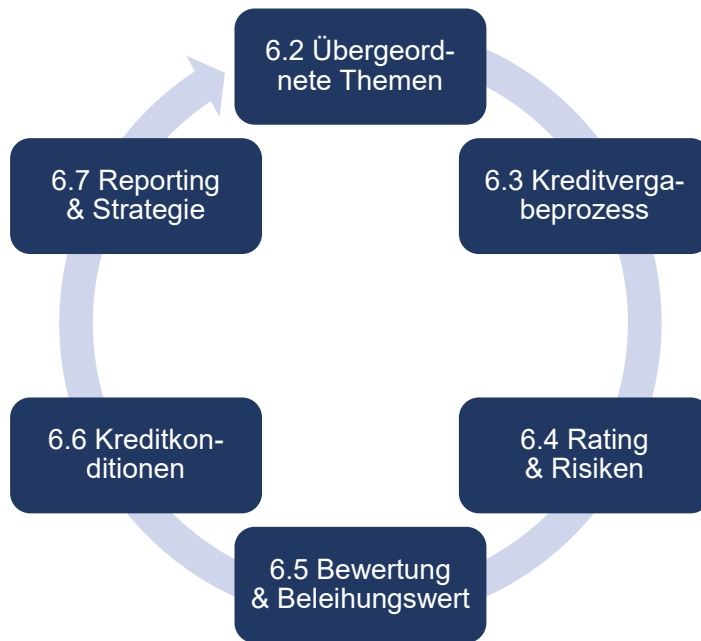 6.2 Übergeord-
nete Themen
6.3 Kreditverga-
beprozess
6.4 Rating
& Risiken
6.5 Bewertung
& Beleihungswert
6.6 Kreditkon-
ditionen
6.7 Reporting
& Strategie